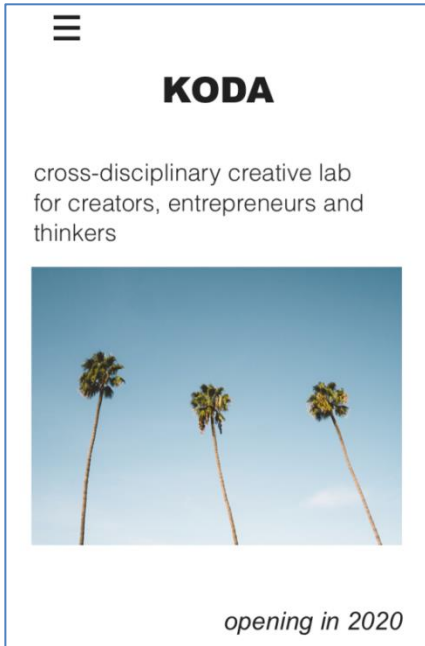 KODA
cross-disciplinary creative lab
for creators, entrepreneurs and
thinkers
opening in 2020